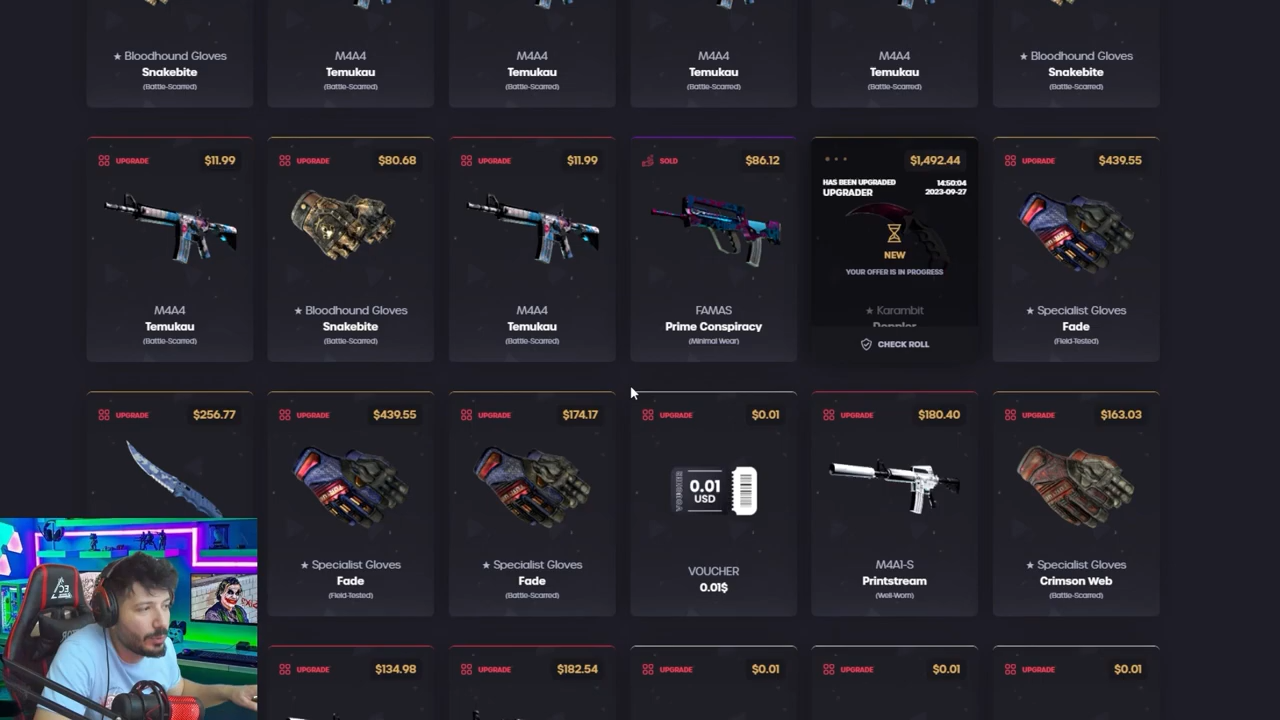 ★ Bloodhound Gloves
Snakebite
(Battle-Scarred)
M4A4
Temukau
(Battle-Scarred)
M4A4
Temukau
(Battle-Scarred)
M4A4
Temukau
(Battle-Scarred)
M4A4
Temukau
(Battle-Scarred)
★ Bloodhound Gloves
Snakebite
(Battle-Scarred)
UPGRADE $11.99
M4A4
Temukau
(Battle-Scarred)
UPGRADE $80.68
★ Bloodhound Gloves
Snakebite
(Battle-Scarred)
UPGRADE $11.99
M4A4
Temukau
(Battle-Scarred)
SOLD $86.12
FAMAS
Prime Conspiracy
(Minimal Wear)
$1,492.44
HAS BEEN UPGRADED 14:50:04
UPGRADER 2023-09-27
NEW
YOUR OFFER IS IN PROGRESS
★ Karambit
Doppler
CHECK ROLL
UPGRADE $439.55
★ Specialist Gloves
Fade
(Field-Tested)
UPGRADE $256.77
UPGRADE $439.55
★ Specialist Gloves
Fade
(Field-Tested)
UPGRADE $174.17
★ Specialist Gloves
Fade
(Battle-Scarred)
UPGRADE $0.01
VOUCHER
0.01
USD
VOUCHER
0.01$
UPGRADE $180.40
M4A1-S
Printstream
(Well-Worn)
UPGRADE $163.03
★ Specialist Gloves
Crimson Web
(Battle-Scarred)
UPGRADE $134.98
UPGRADE $182.54
UPGRADE $0.01
UPGRADE $0.01
UPGRADE $0.01